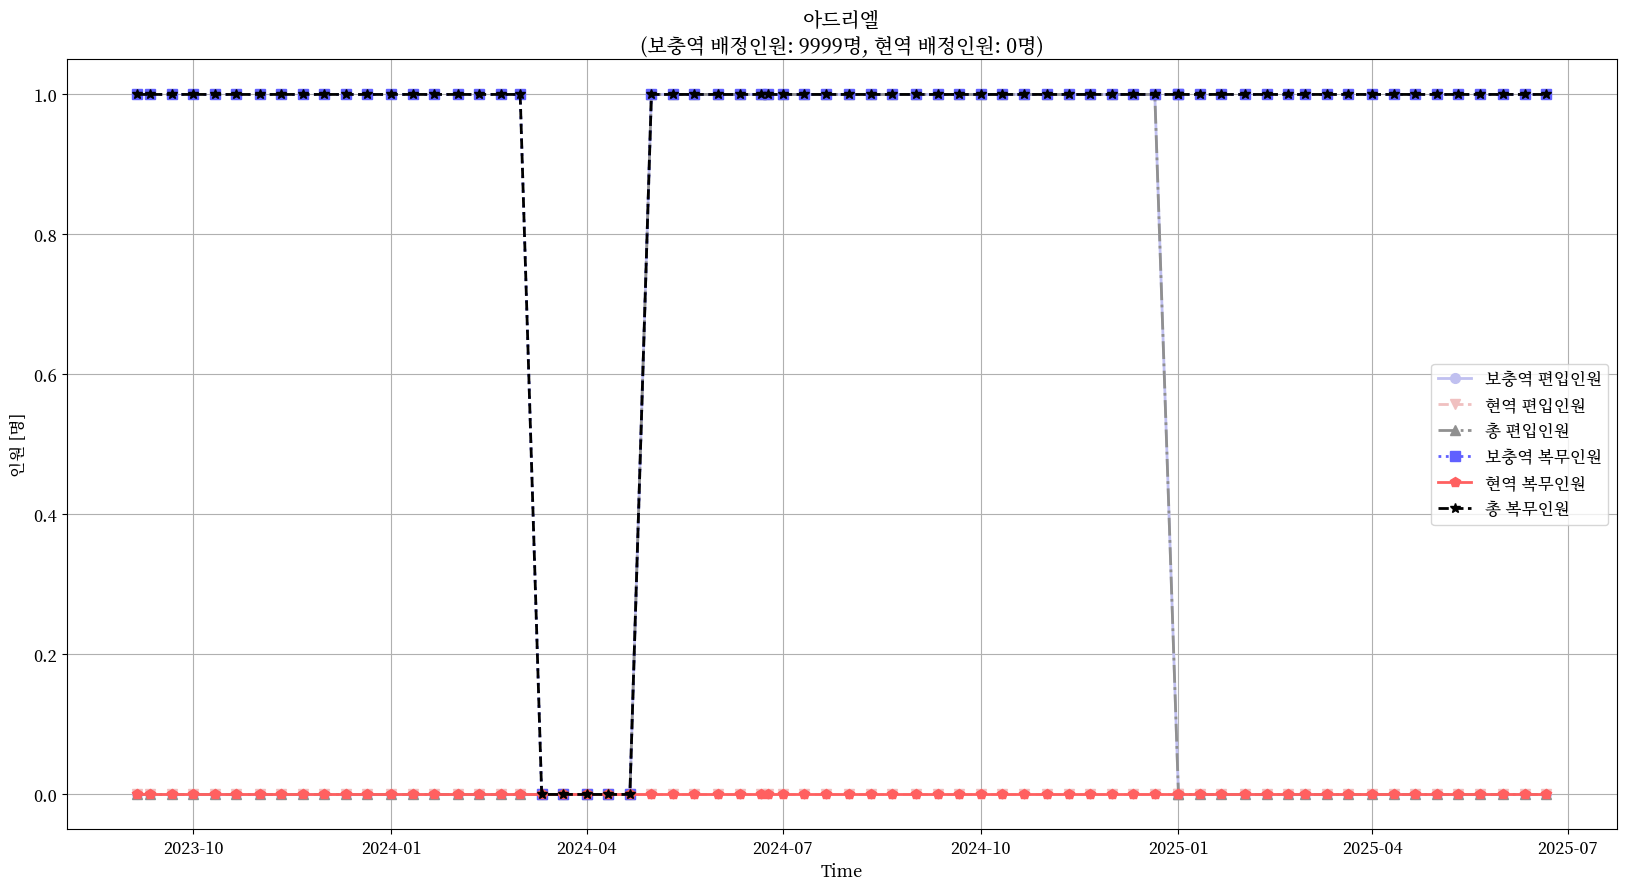 아드리엘
(보충역 배정인원: 9999명, 현역 배정인원: 0명)
1.0
0.8
0.6
0.4
0.2
0.0
인원 [명]
보충역 편입인원
현역 편입인원
총 편입인원
보충역 복무인원
현역 복무인원
총 복무인원
2023-10
2024-01
2024-04
2024-07
2024-10
2025-01
2025-04
2025-07
Time